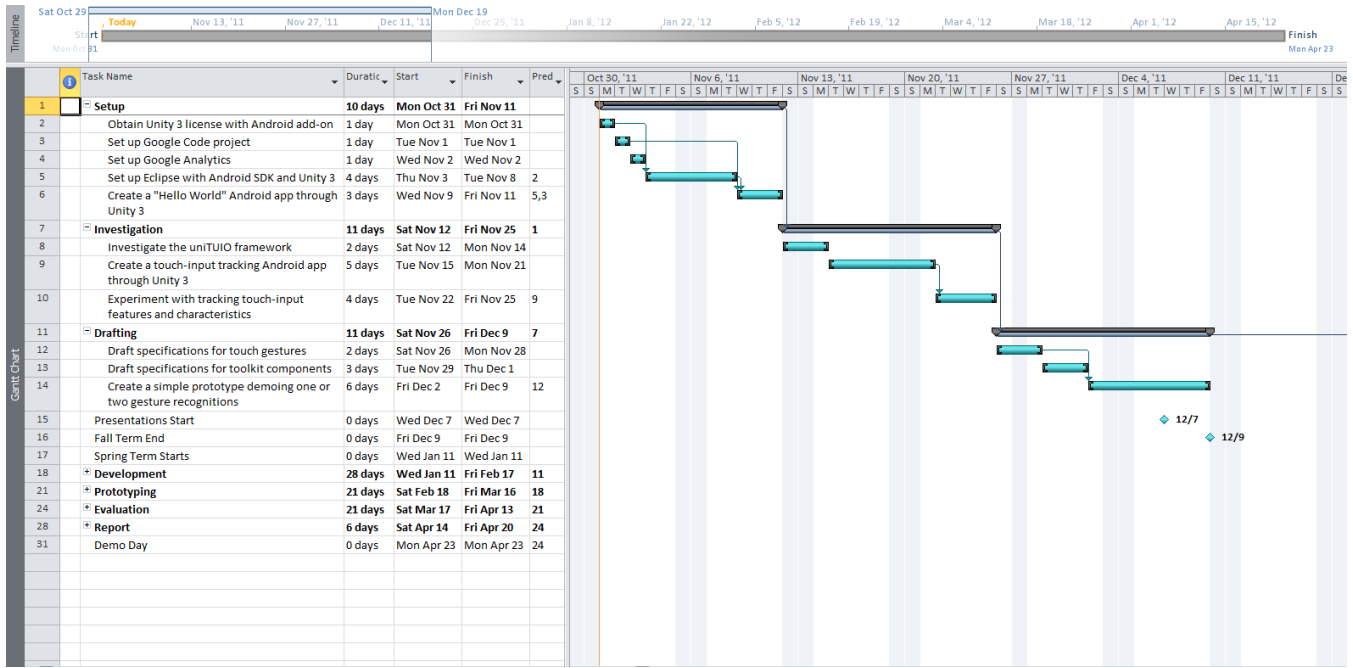 Timeline
Sat Oct 29
Mon Dec 19
Today
Nov 13, '11
Nov 27, '11
Dec 11, '11
Dec 25, '11
Jan 8, '12
Jan 22, '12
Feb 5, '12
Feb 19, '12
Mar 4, '12
Mar 18, '12
Apr 1, '12
Apr 15, '12
Start
Mon Oct 31
Finish
Mon Apr 23
Gantt Chart
Task Name Duratic Start Finish Pred
Oct 30, '11 Nov 6, '11 Nov 13, '11 Nov 20, '11 Nov 27, '11 Dec 4, '11 Dec 11, '11 De
S S M T W T F S S M T W T F S S M T W T F S S M T W T F S S M T W T F S S M T W T F S S M T W T F S S
1 Setup 10 days Mon Oct 31 Fri Nov 11
2 Obtain Unity 3 license with Android add-on 1 day Mon Oct 31 Mon Oct 31
3 Set up Google Code project 1 day Tue Nov 1 Tue Nov 1
4 Set up Google Analytics 1 day Wed Nov 2 Wed Nov 2
5 Set up Eclipse with Android SDK and Unity 3 4 days Thu Nov 3 Tue Nov 8 2
6 Create a "Hello World" Android app through 3 days Wed Nov 9 Fri Nov 11 5,3
Unity 3
7 Investigation 11 days Sat Nov 12 Fri Nov 25 1
8 Investigate the uniTUIO framework 2 days Sat Nov 12 Mon Nov 14
9 Create a touch-input tracking Android app 5 days Tue Nov 15 Mon Nov 21
through Unity 3
10 Experiment with tracking touch-input 4 days Tue Nov 22 Fri Nov 25 9
features and characteristics
11 Drafting 11 days Sat Nov 26 Fri Dec 9 7
12 Draft specifications for touch gestures 2 days Sat Nov 26 Mon Nov 28
13 Draft specifications for toolkit components 3 days Tue Nov 29 Thu Dec 1
14 Create a simple prototype demoing one or 6 days Fri Dec 2 Fri Dec 9 12
two gesture recognitions
15 Presentations Start 0 days Wed Dec 7 Wed Dec 7 12/7
16 Fall Term End 0 days Fri Dec 9 Fri Dec 9 12/9
17 Spring Term Starts 0 days Wed Jan 11 Wed Jan 11
18 Development 28 days Wed Jan 11 Fri Feb 17 11
21 Prototyping 21 days Sat Feb 18 Fri Mar 16 18
24 Evaluation 21 days Sat Mar 17 Fri Apr 13 21
28 Report 6 days Sat Apr 14 Fri Apr 20 24
31 Demo Day 0 days Mon Apr 23 Mon Apr 23 24